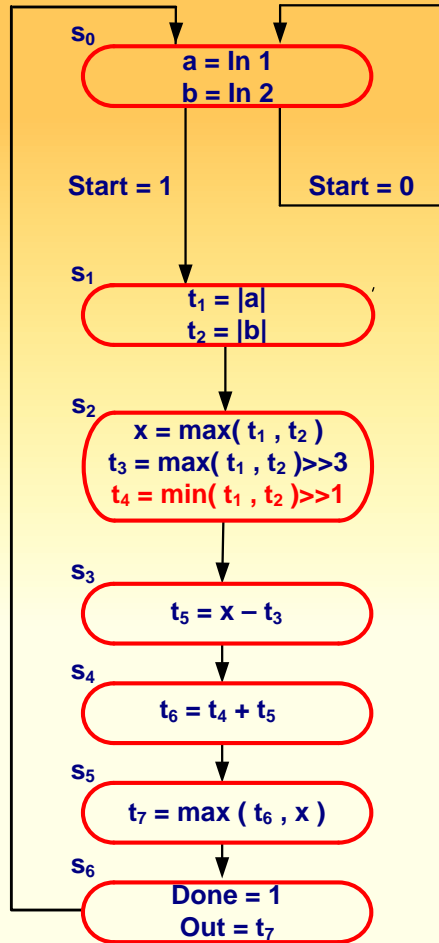 s₀
a = ln 1
b = ln 2
Start = 1
Start = 0
s₁
t₁ = |a|
t₂ = |b|
s₂
x = max( t₁ , t₂ )
t₃ = max( t₁ , t₂ )>>3
t₄ = min( t₁ , t₂ )>>1
s₃
t₅ = x – t₃
s₄
t₆ = t₄ + t₅
s₅
t₇ = max ( t₆ , x )
s₆
Done = 1
Out = t₇